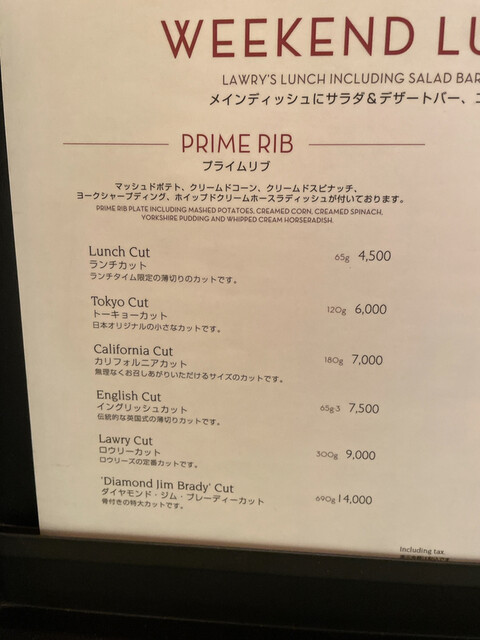 WEEKEND LU
LAWRY'S LUNCH INCLUDING SALAD BAR
メインディッシュにサラダ&デザートバー、コ
PRIME RIB
プライムリブ
マッシュドポテト、クリームドコーン、クリームドスピナッチ、
ヨークシャープディング、ホイップドクリームホースラディッシュが付いております。
PRIME RIB PLATE INCLUDING MASHED POTATOES, CREAMED CORN, CREAMED SPINACH,
YORKSHIRE PUDDING AND WHIPPED CREAM HORSERADISH.
Lunch Cut 65g 4,500
ランチカット
ランチタイム限定の薄切りのカットです。
Tokyo Cut 120g 6,000
トーキョーカット
日本オリジナルの小さなカットです。
California Cut 180g 7,000
カリフォルニアカット
無理なくお召しあがりいただけるサイズのカットです。
English Cut 65g×3 7,500
イングリッシュカット
伝統的な英国式の薄切りカットです。
Lawry Cut 300g 9,000
ロウリーカット
ロウリーズの定番カットです。
'Diamond Jim Brady' Cut 690g 14,000
ダイヤモンド・ジム・ブレーディーカット
骨付きの特大カットです。
Including tax.